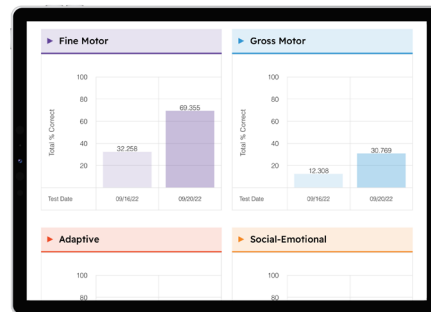 Fine Motor
Total % Correct
100
80
60
40
20
32.258
69.355
Test Date 09/16/22 09/20/22
Gross Motor
Total % Correct
100
80
60
40
20
12.308
30.769
Test Date 09/16/22 09/20/22
Adaptive
100
80
Social-Emotional
100
80